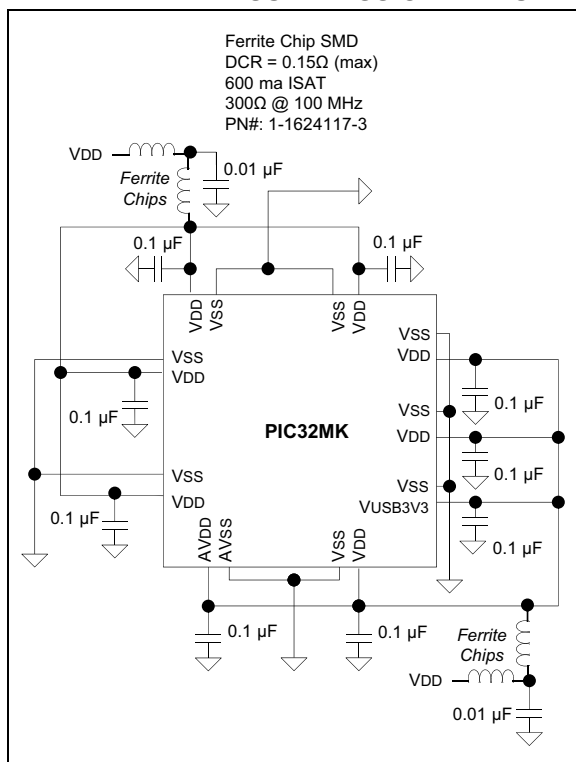 Ferrite Chip SMD
DCR = 0.15Ω (max)
600 ma ISAT
300Ω @ 100 MHz
PN#: 1-1624117-3
VDD
0.01 µF
Ferrite
Chips
0.1 µF
0.1 µF
VDD
VSS
VSS
VDD
VSS
VDD
VSS
VDD
0.1 µF
0.1 µF
PIC32MK
VSS
VDD
0.1 µF
VSS
VDD
0.1 µF
VSS
VUSB3V3
0.1 µF
AVDD
AVSS
VSS
VDD
0.1 µF
0.1 µF
Ferrite
Chips
VDD
0.01 µF